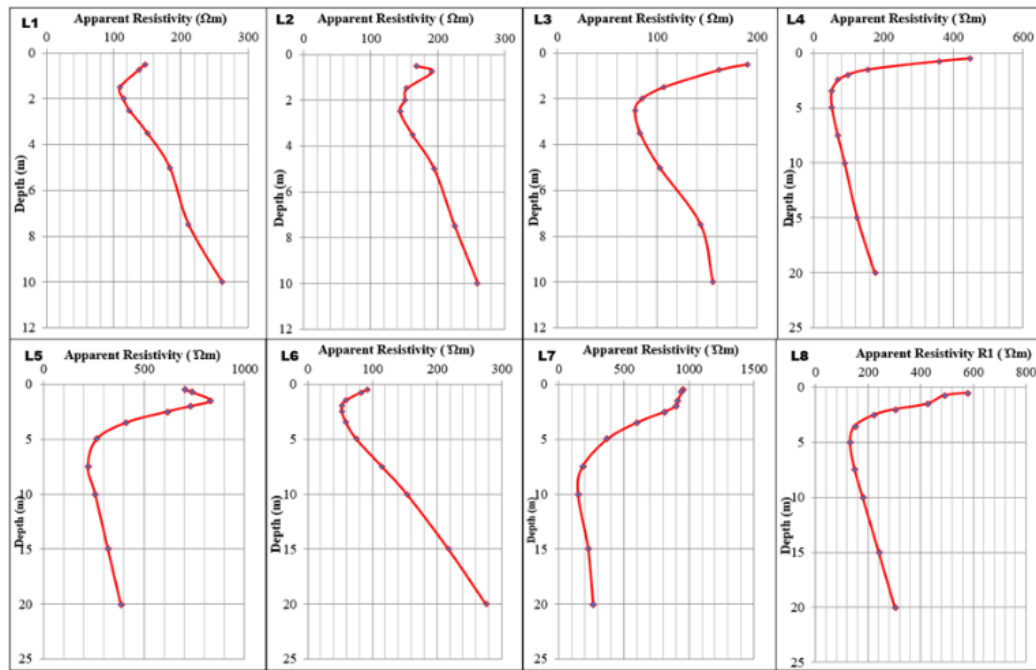 L1 Apparent Resistivity (Ωm)
0 100 200 300
0
2
4
6
8
10
12
Depth (m)
L2 Apparent Resistivity ( Ωm)
0 100 200 300
0
2
4
6
8
10
12
Depth (m)
L3 Apparent Resistivity ( Ωm)
0 100 200
0
2
4
6
8
10
12
Depth (m)
L4 Apparent Resistivity ( Ωm)
0 200 400 600
0
5
10
15
20
25
Depth (m)
L5 Apparent Resistivity ( Ωm)
0 500 1000
0
5
10
15
20
25
Depth (m)
L6 Apparent Resistivity ( Ωm)
0 100 200 300
0
5
10
15
20
25
Depth (m)
L7 Apparent Resistivity ( Ωm)
0 500 1000 1500
0
5
10
15
20
25
Depth (m)
L8 Apparent Resistivity R1 ( Ωm)
0 200 400 600 800
0
5
10
15
20
25
Depth (m)